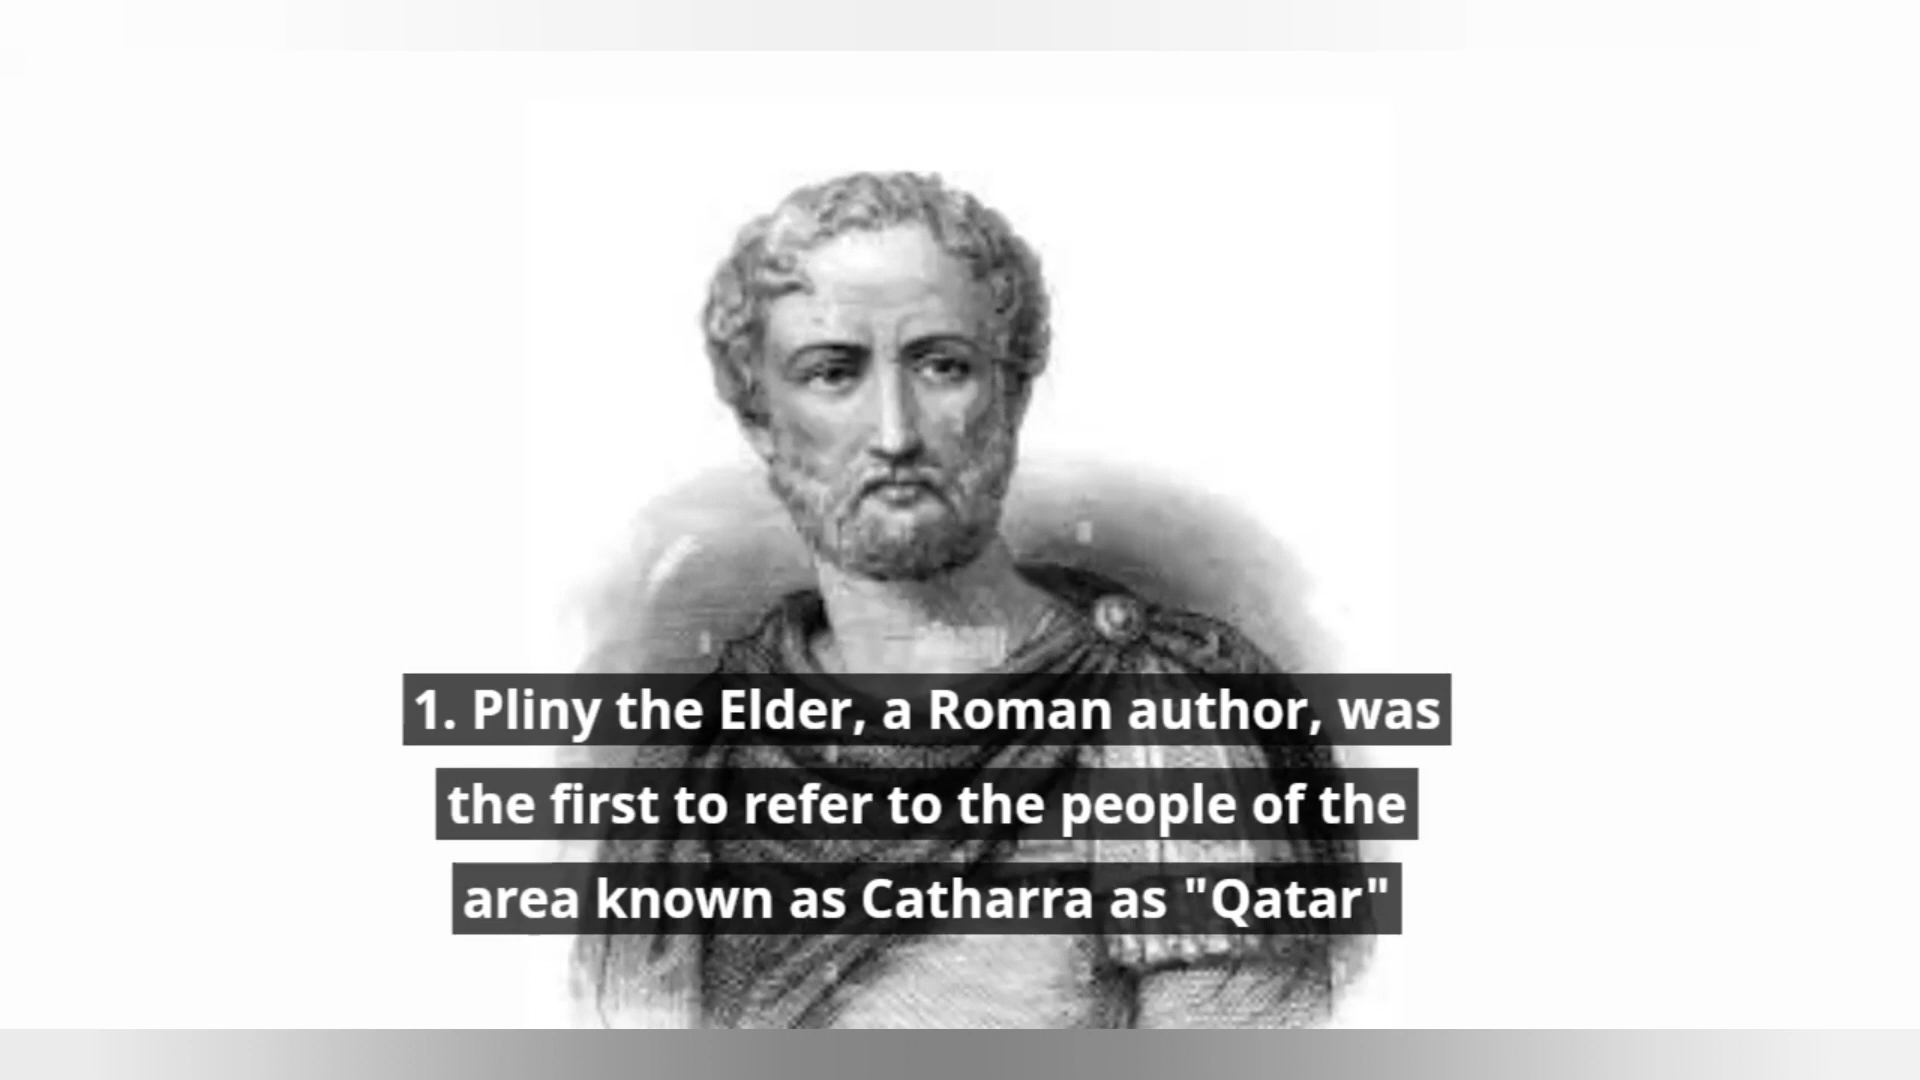 1. Pliny the Elder, a Roman author, was
the first to refer to the people of the
area known as Catharra as "Qatar"